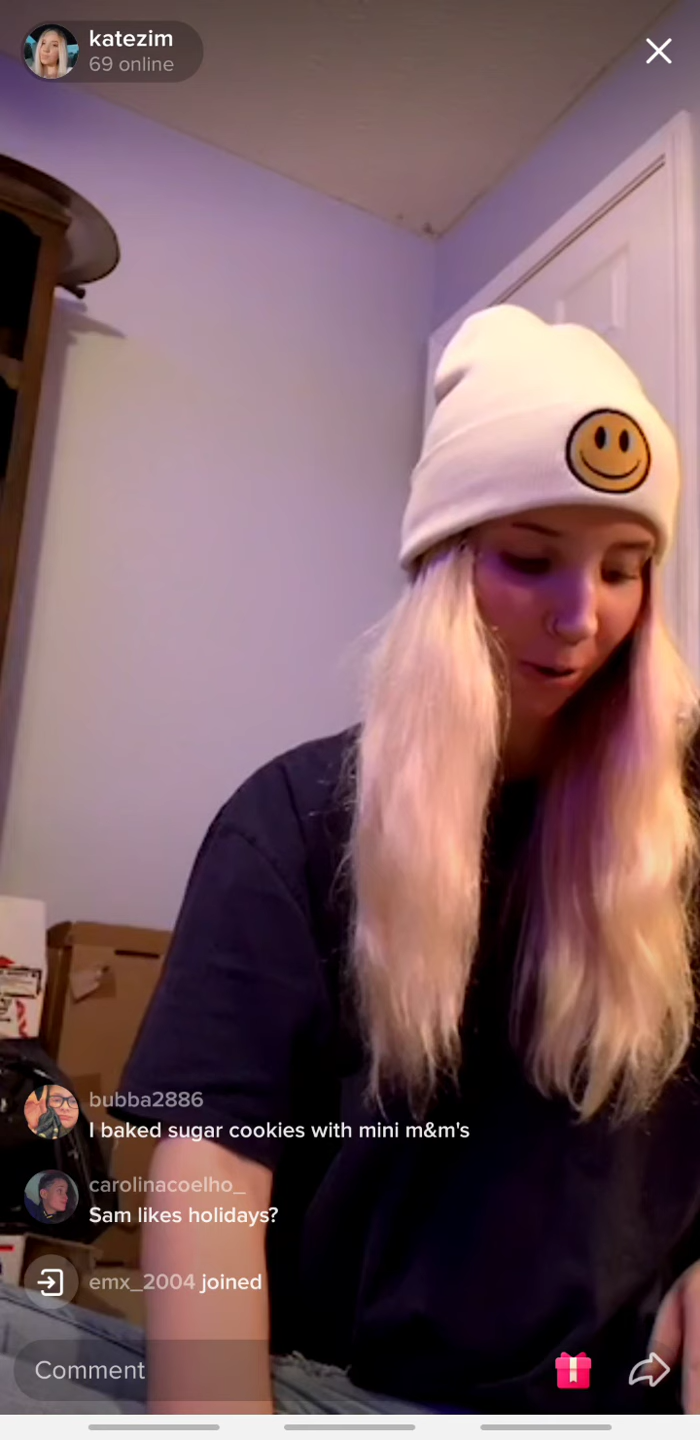 katezim
69 online
bubba2886
I baked sugar cookies with mini m&m's
carolinacoelho_
Sam likes holidays?
emx_2004 joined
Comment